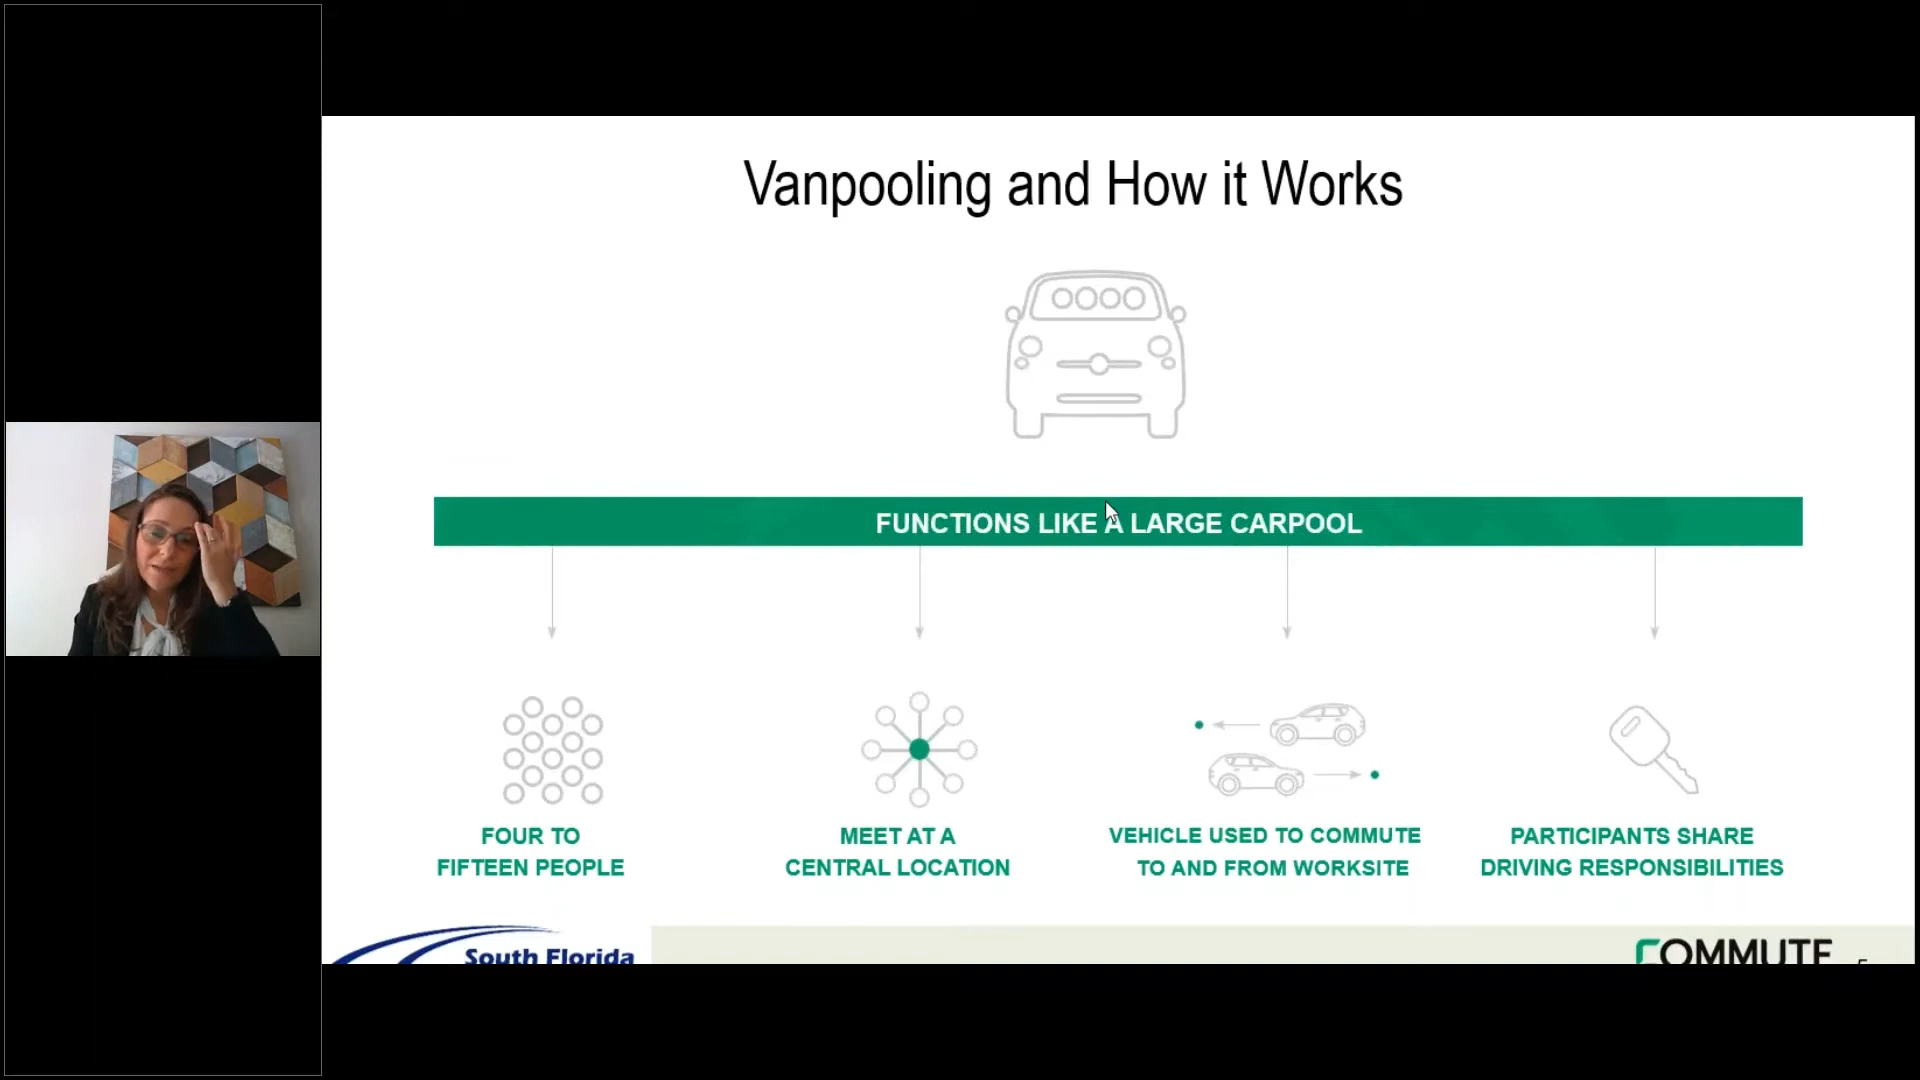 Vanpooling and How it Works
FUNCTIONS LIKE A LARGE CARPOOL
FOUR TO
FIFTEEN PEOPLE
MEET AT A
CENTRAL LOCATION
VEHICLE USED TO COMMUTE
TO AND FROM WORKSITE
PARTICIPANTS SHARE
DRIVING RESPONSIBILITIES
South Florida
COMMUTE